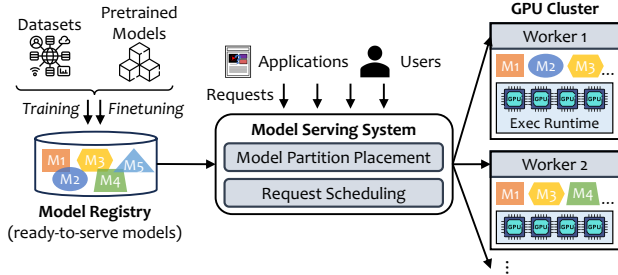 Datasets
Pretrained
Models
Training
Finetuning
M1
M3
M5
M2
M4
Model Registry
(ready-to-serve models)
Applications
Users
Requests
Model Serving System
Model Partition Placement
Request Scheduling
GPU Cluster
Worker 1
M1
M2
M3
...
GPU
GPU
GPU
GPU
Exec Runtime
Worker 2
M1
M3
M4
...
GPU
GPU
GPU
GPU
...